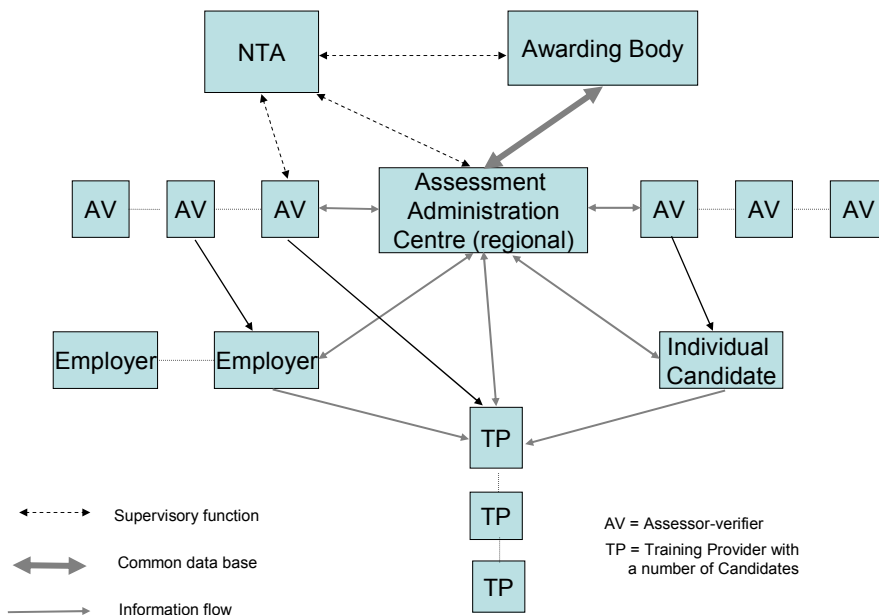 NTA
Awarding Body
Assessment
Administration
Centre (regional)
AV
AV
AV
AV
AV
AV
Employer
Employer
Individual
Candidate
TP
TP
TP
Supervisory function
Common data base
Information flow
AV = Assessor-verifier
TP = Training Provider with
a number of Candidates